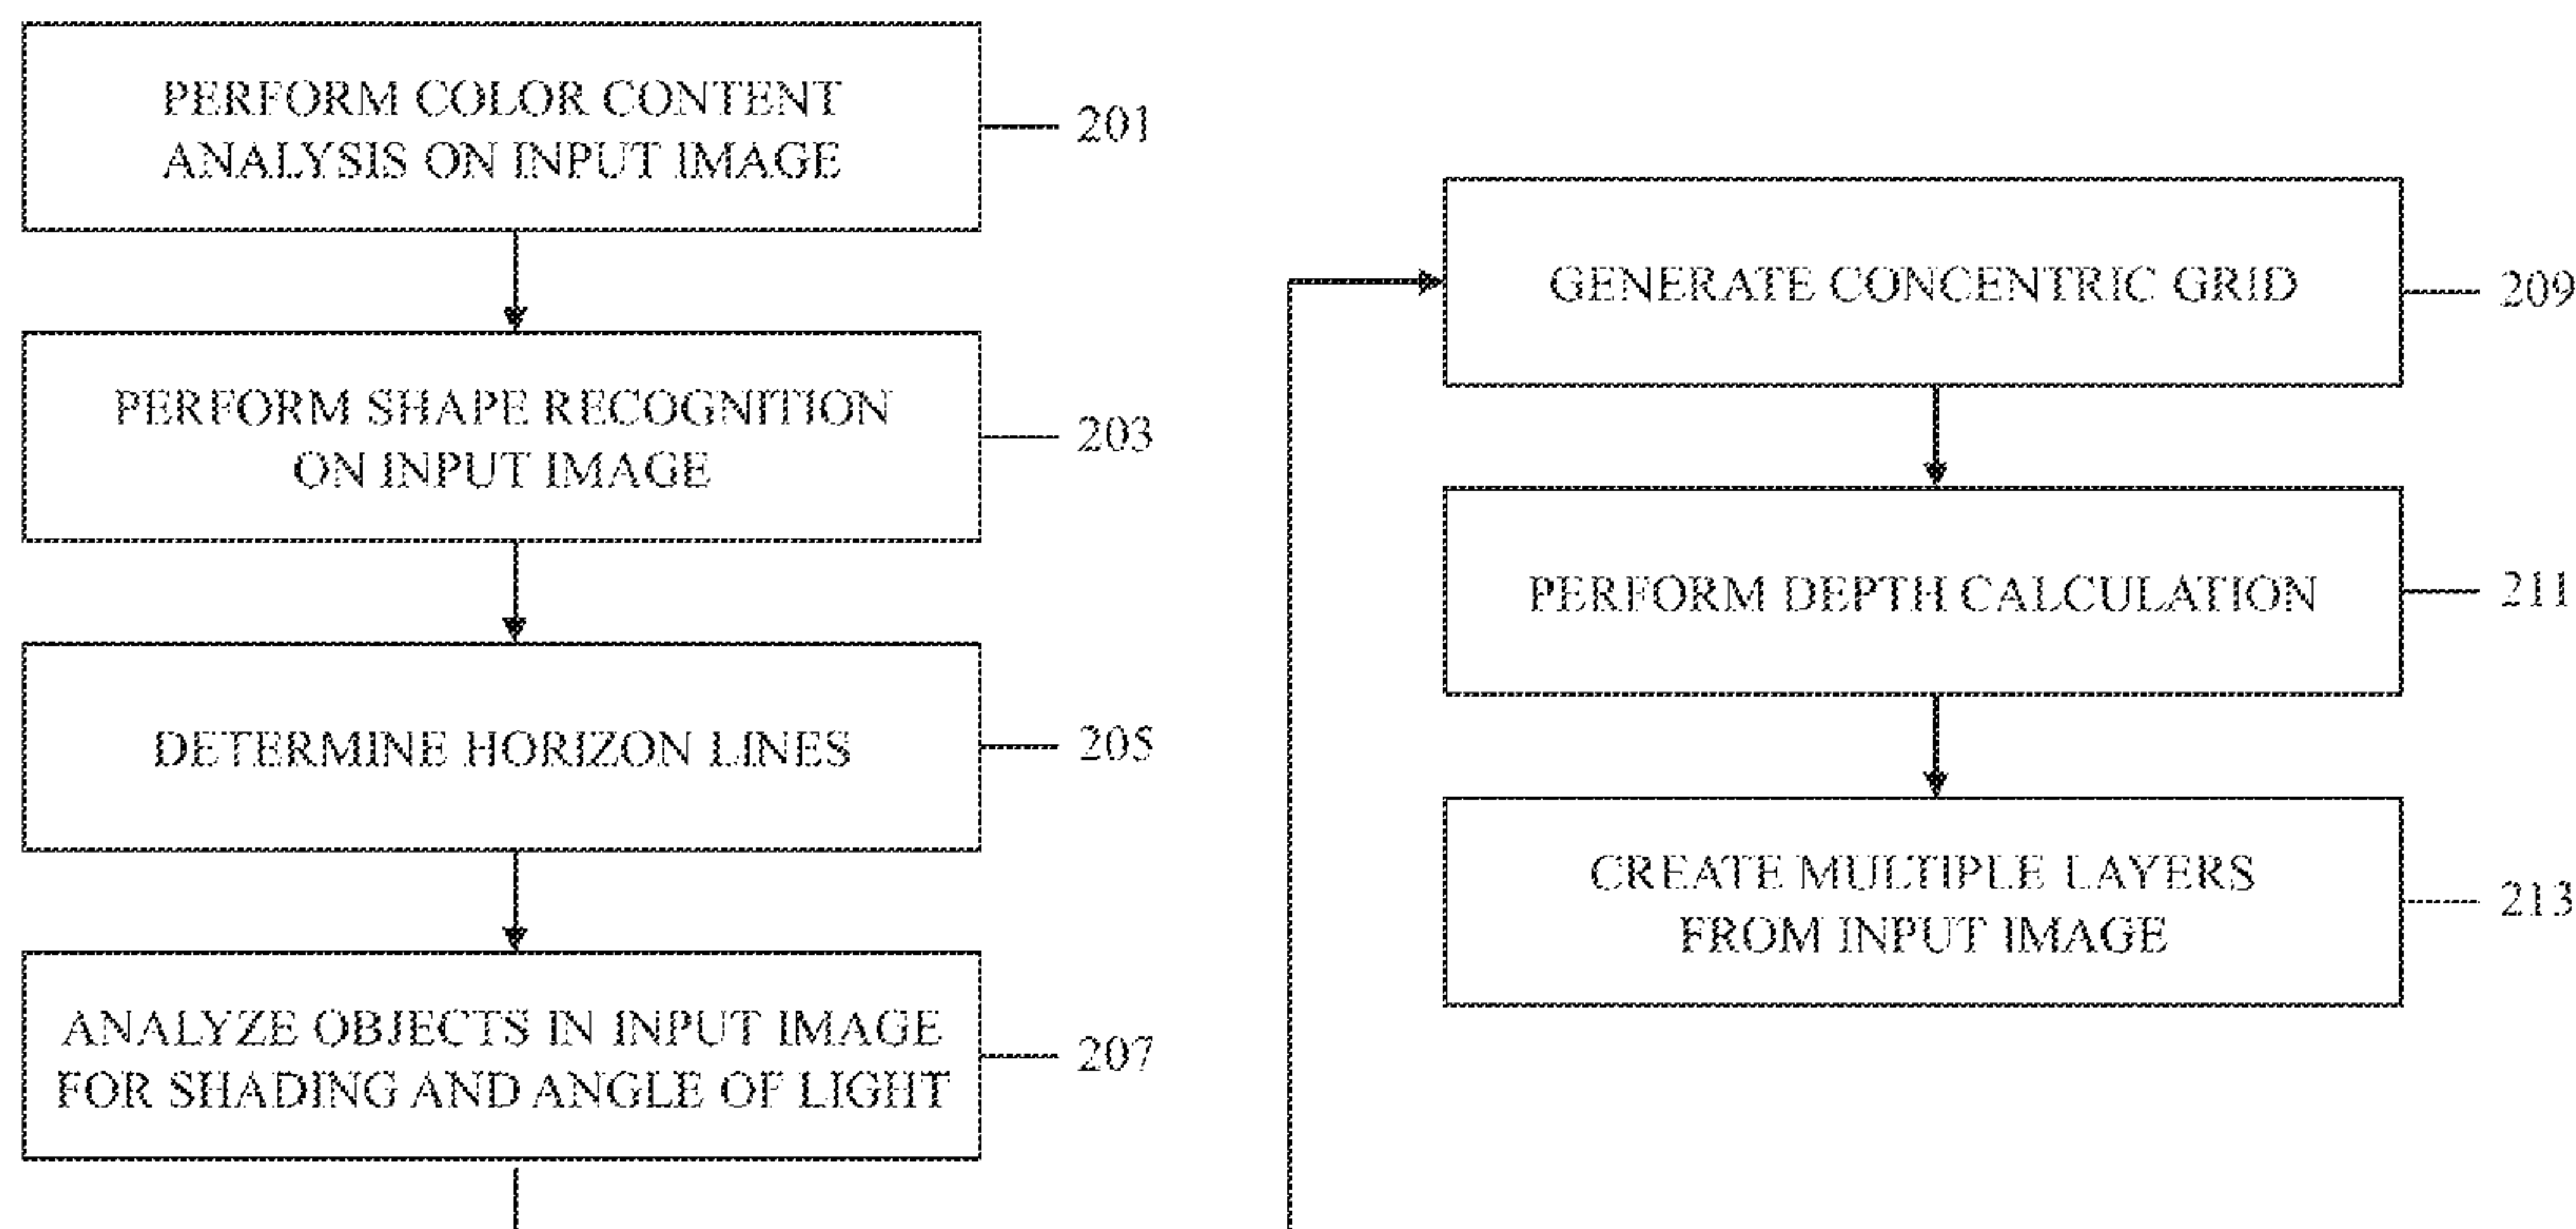 PERFORM COLOR CONTENT
ANALYSIS ON INPUT IMAGE
201
PERFORM SHAPE RECOGNITION
ON INPUT IMAGE
203
DETERMINE HORIZON LINES
205
ANALYZE OBJECTS IN INPUT IMAGE
FOR SHADING AND ANGLE OF LIGHT
207
GENERATE CONCENTRIC GRID
209
PERFORM DEPTH CALCULATION
211
CREATE MULTIPLE LAYERS
FROM INPUT IMAGE
213